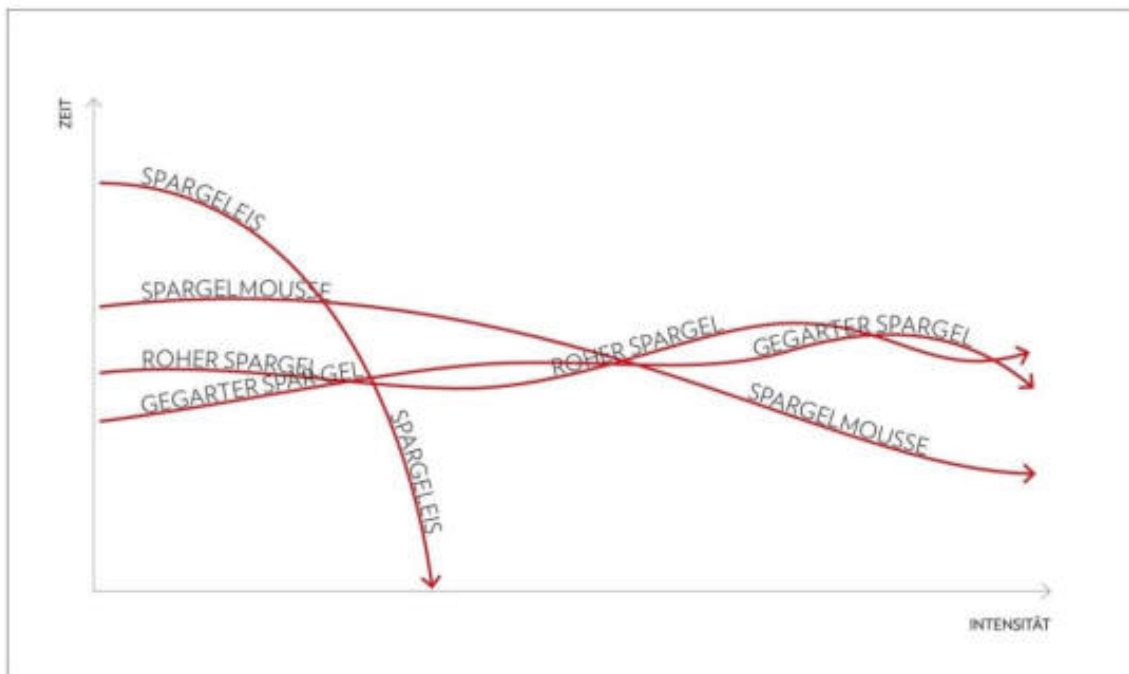 ZEIT
SPARGELEIS
SPARGELMOUSSE
ROHER SPARGEL
GEGARTER SPARGEL
ROHER SPARGEL
GEGARTER SPARGEL
SPARGELMOUSSE
SPARGELEIS
INTENSITÄT